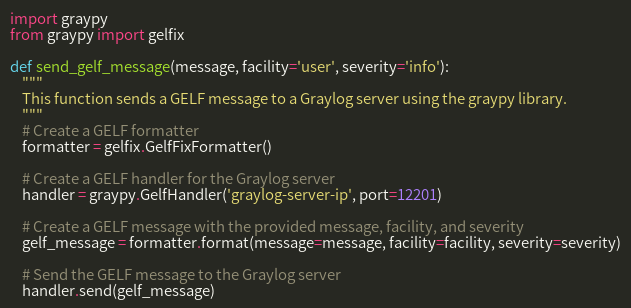 import graypy
from graypy import gelfix

def send_gelf_message(message, facility='user', severity='info'):
    """
    This function sends a GELF message to a Graylog server using the graypy library.
    """
    # Create a GELF formatter
    formatter = gelfix.GelfFixFormatter()

    # Create a GELF handler for the Graylog server
    handler = graypy.GelfHandler('graylog-server-ip', port=12201)

    # Create a GELF message with the provided message, facility, and severity
    gelf_message = formatter.format(message=message, facility=facility, severity=severity)

    # Send the GELF message to the Graylog server
    handler.send(gelf_message)